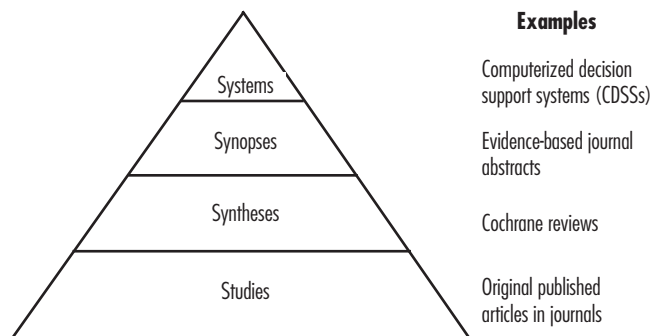 Examples
Systems
Computerized decision
support systems (CDSSs)
Synopses
Evidence-based journal
abstracts
Syntheses
Cochrane reviews
Studies
Original published
articles in journals